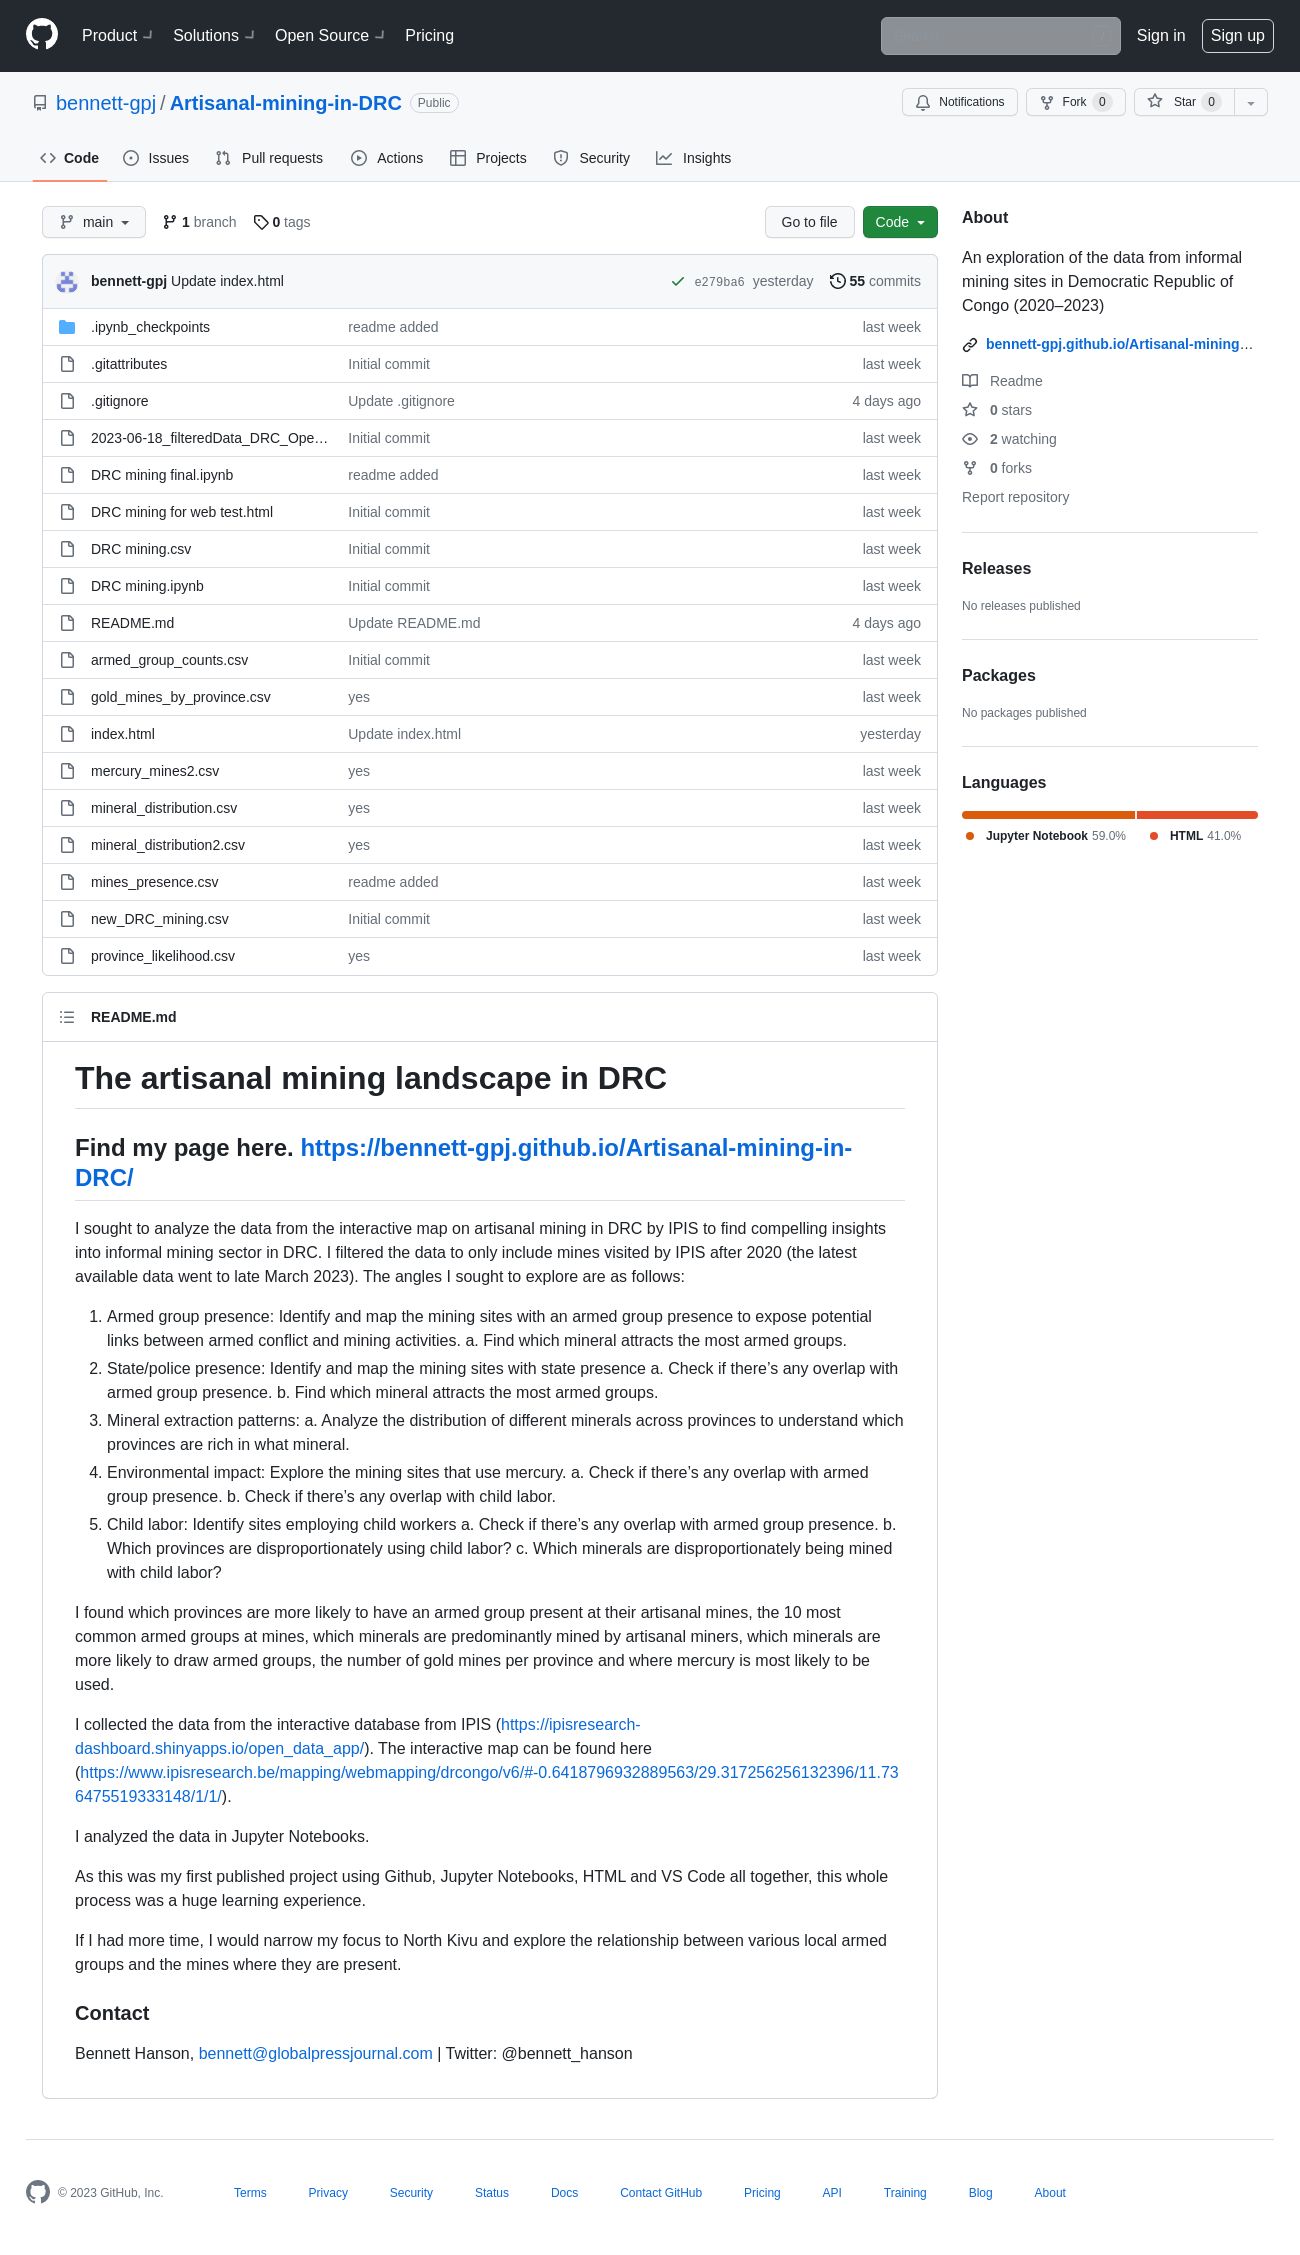 Product Solutions Open Source Pricing Sign in Sign up
bennett-gpj / Artisanal-mining-in-DRC Public Notifications Fork 0 Star 0
Code Issues Pull requests Actions Projects Security Insights
main 1 branch 0 tags Go to file Code
bennett-gpj Update index.html e279ba6 yesterday 55 commits
.ipynb_checkpoints readme added last week
.gitattributes Initial commit last week
.gitignore Update .gitignore 4 days ago
2023-06-18_filteredData_DRC_Ope… Initial commit last week
DRC mining final.ipynb readme added last week
DRC mining for web test.html Initial commit last week
DRC mining.csv Initial commit last week
DRC mining.ipynb Initial commit last week
README.md Update README.md 4 days ago
armed_group_counts.csv Initial commit last week
gold_mines_by_province.csv yes last week
index.html Update index.html yesterday
mercury_mines2.csv yes last week
mineral_distribution.csv yes last week
mineral_distribution2.csv yes last week
mines_presence.csv readme added last week
new_DRC_mining.csv Initial commit last week
province_likelihood.csv yes last week
README.md
The artisanal mining landscape in DRC
Find my page here. https://bennett-gpj.github.io/Artisanal-mining-in-
DRC/
I sought to analyze the data from the interactive map on artisanal mining in DRC by IPIS to find compelling insights
into informal mining sector in DRC. I filtered the data to only include mines visited by IPIS after 2020 (the latest
available data went to late March 2023). The angles I sought to explore are as follows:
1. Armed group presence: Identify and map the mining sites with an armed group presence to expose potential
links between armed conflict and mining activities. a. Find which mineral attracts the most armed groups.
2. State/police presence: Identify and map the mining sites with state presence a. Check if there’s any overlap with
armed group presence. b. Find which mineral attracts the most armed groups.
3. Mineral extraction patterns: a. Analyze the distribution of different minerals across provinces to understand which
provinces are rich in what mineral.
4. Environmental impact: Explore the mining sites that use mercury. a. Check if there’s any overlap with armed
group presence. b. Check if there’s any overlap with child labor.
5. Child labor: Identify sites employing child workers a. Check if there’s any overlap with armed group presence. b.
Which provinces are disproportionately using child labor? c. Which minerals are disproportionately being mined
with child labor?
I found which provinces are more likely to have an armed group present at their artisanal mines, the 10 most
common armed groups at mines, which minerals are predominantly mined by artisanal miners, which minerals are
more likely to draw armed groups, the number of gold mines per province and where mercury is most likely to be
used.
I collected the data from the interactive database from IPIS (https://ipisresearch-
dashboard.shinyapps.io/open_data_app/). The interactive map can be found here
(https://www.ipisresearch.be/mapping/webmapping/drcongo/v6/#-0.6418796932889563/29.317256256132396/11.73
6475519333148/1/1/).
I analyzed the data in Jupyter Notebooks.
As this was my first published project using Github, Jupyter Notebooks, HTML and VS Code all together, this whole
process was a huge learning experience.
If I had more time, I would narrow my focus to North Kivu and explore the relationship between various local armed
groups and the mines where they are present.
Contact
Bennett Hanson, bennett@globalpressjournal.com | Twitter: @bennett_hanson
About
An exploration of the data from informal
mining sites in Democratic Republic of
Congo (2020–2023)
bennett-gpj.github.io/Artisanal-mining…
Readme
0 stars
2 watching
0 forks
Report repository
Releases
No releases published
Packages
No packages published
Languages
Jupyter Notebook 59.0% HTML 41.0%
© 2023 GitHub, Inc. Terms Privacy Security Status Docs Contact GitHub Pricing API Training Blog About